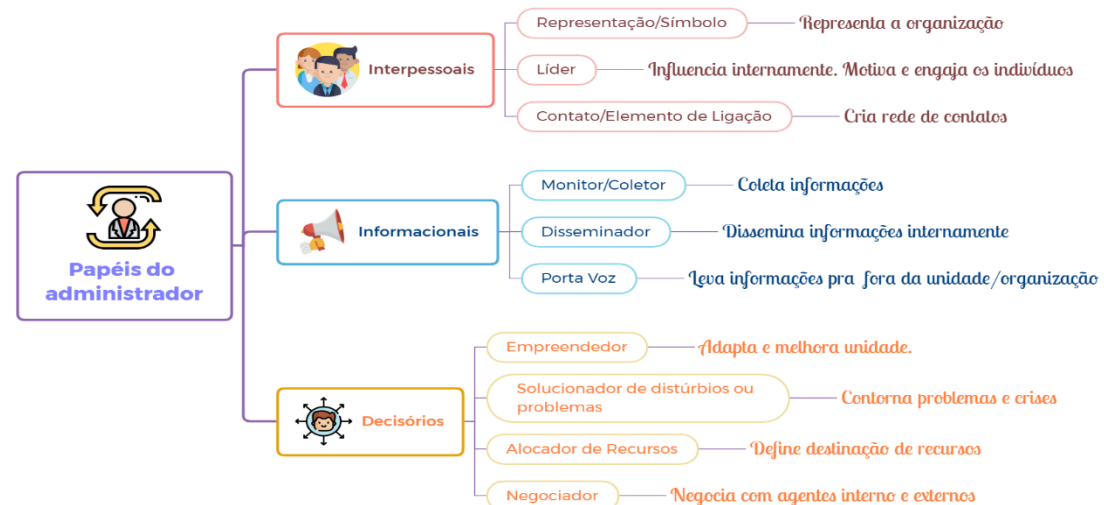 Papéis do
administrador
Interpessoais
Representação/Símbolo
Representa a organização
Líder
Influencia internamente. Motiva e engaja os indivíduos
Contato/Elemento de Ligação
Cria rede de contatos
Informacionais
Monitor/Coletor
Coleta informações
Disseminador
Dissemina informações internamente
Porta Voz
Leva informações pra fora da unidade/organização
Decisórios
Empreendedor
Adapta e melhora unidade.
Solucionador de distúrbios ou
problemas
Contorna problemas e crises
Alocador de Recursos
Define destinação de recursos
Negociador
Negocia com agentes interno e externos